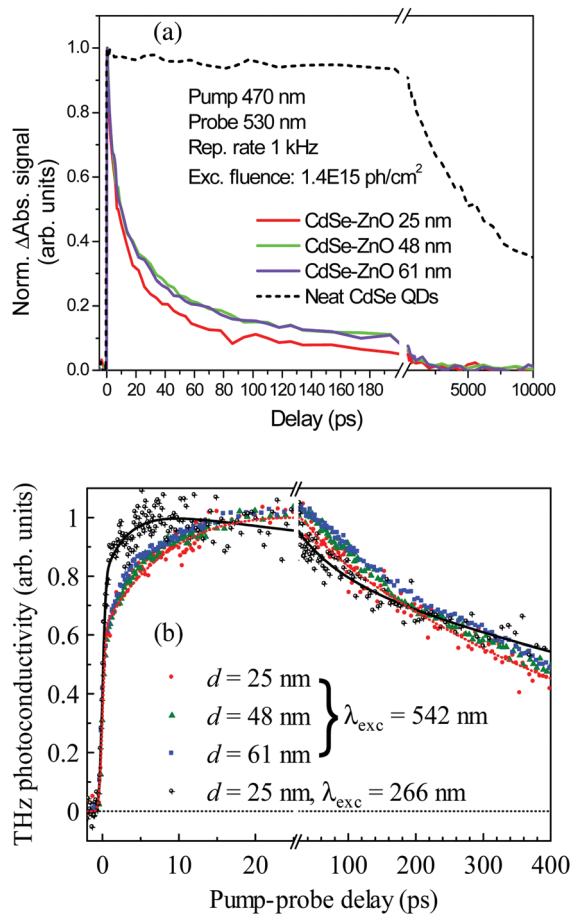 (a)
Norm. ΔAbs. signal
(arb. units)
1.0
0.8
0.6
0.4
0.2
0.0
Pump 470 nm
Probe 530 nm
Rep. rate 1 kHz
Exc. fluence: 1.4E15 ph/cm²
CdSe-ZnO 25 nm
CdSe-ZnO 48 nm
CdSe-ZnO 61 nm
Neat CdSe QDs
0 20 40 60 80 100 120 140 160 180 5000 10000
Delay (ps)
THz photoconductivity (arb. units)
1
0.8
0.6
0.4
0.2
0
(b)
d = 25 nm
d = 48 nm
d = 61 nm
λexc = 542 nm
d = 25 nm, λexc = 266 nm
0 10 20 100 200 300 400
Pump-probe delay (ps)